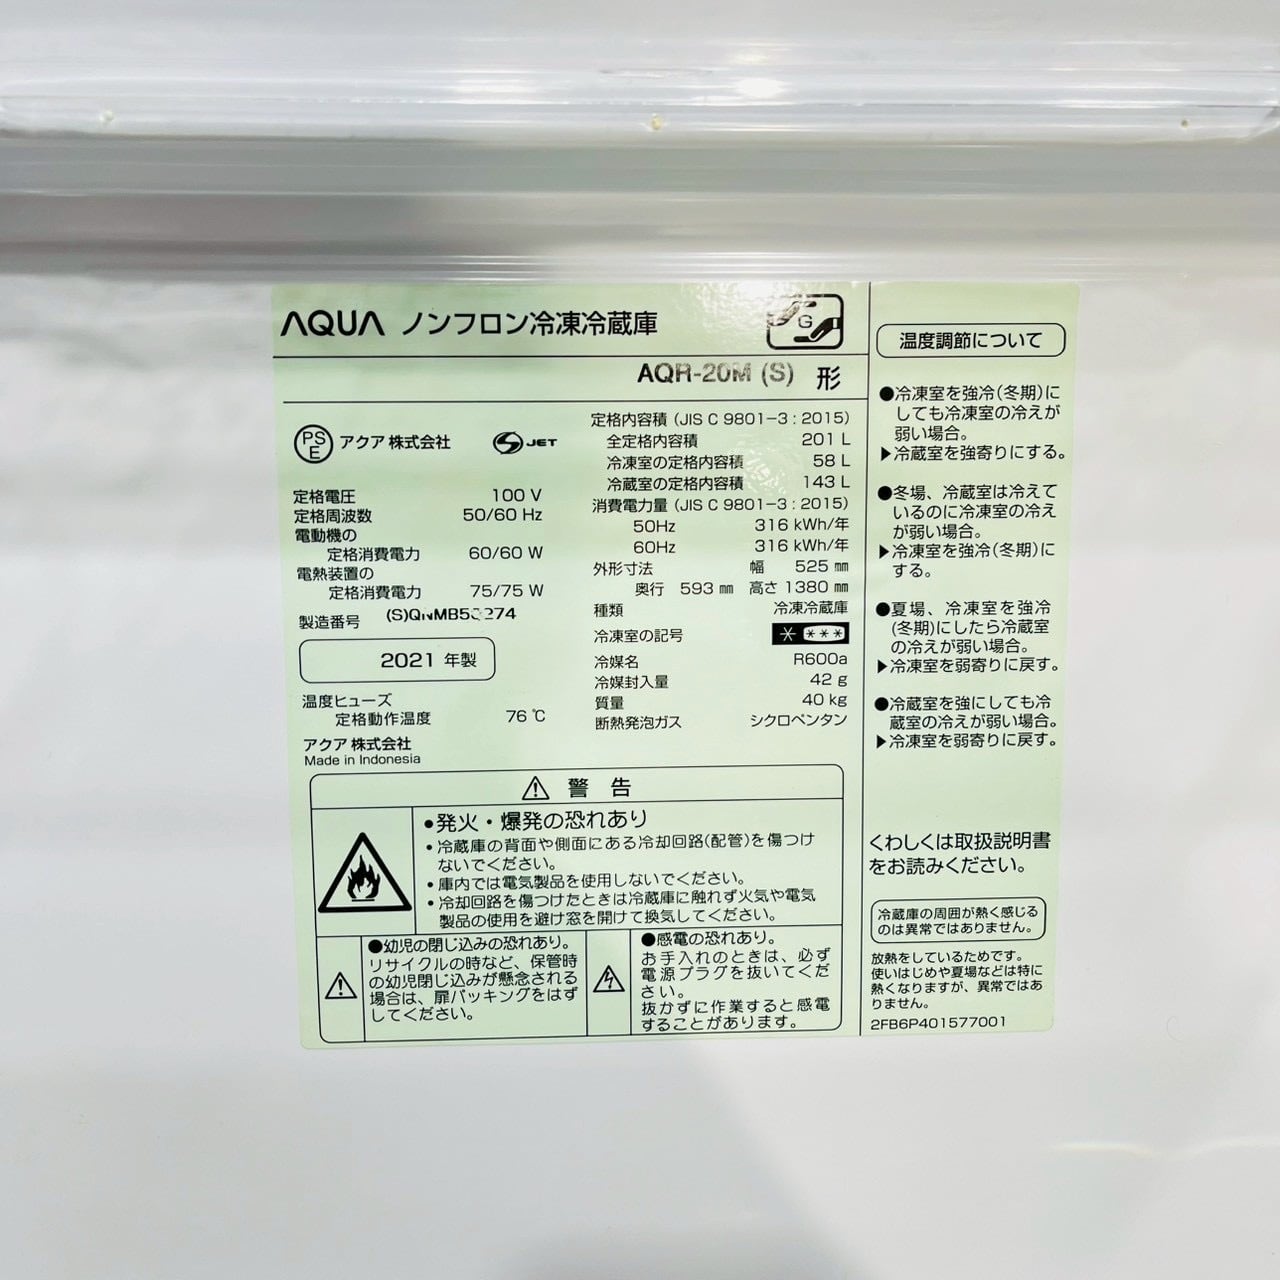 AQUA ノンフロン冷凍冷蔵庫
G
AQR-20M (S) 形
PS
E
アクア 株式会社
S JET
定格電圧 100 V
定格周波数 50/60 Hz
電動機の
定格消費電力 60/60 W
電熱装置の
定格消費電力 75/75 W
製造番号
2021 年製
温度ヒューズ
定格動作温度 76 ℃
アクア 株式会社
Made in Indonesia
定格内容積 (JIS C 9801-3 : 2015)
全定格内容積 201 L
冷凍室の定格内容積 58 L
冷蔵室の定格内容積 143 L
消費電力量 (JIS C 9801-3 : 2015)
50Hz 316 kWh/年
60Hz 316 kWh/年
外形寸法 幅 525 ㎜
奥行 593 ㎜ 高さ 1380 ㎜
種類 冷凍冷蔵庫
冷凍室の記号 * ***
冷媒名 R600a
冷媒封入量 42 g
質量 40 kg
断熱発泡ガス シクロペンタン
⚠ 警 告
●発火・爆発の恐れあり
•冷蔵庫の背面や側面にある冷却回路(配管)を傷つけ
ないでください。
•庫内では電気製品を使用しないでください。
•冷却回路を傷つけたときは冷蔵庫に触れず火気や電気
製品の使用を避け窓を開けて換気してください。
●幼児の閉じ込みの恐れあり。
リサイクルの時など、保管時
の幼児閉じ込みが懸念される
場合は、扉パッキングをはず
してください。
●感電の恐れあり。
お手入れのときは、必ず
電源プラグを抜いてくだ
さい。
抜かずに作業すると感電
することがあります。
温度調節について
●冷凍室を強冷(冬期)に
しても冷凍室の冷えが
弱い場合。
▶冷蔵室を強寄りにする。
●冬場、冷蔵室は冷えて
いるのに冷凍室の冷え
が弱い場合。
▶冷凍室を強冷(冬期)に
する。
●夏場、冷凍室を強冷
(冬期)にしたら冷蔵室
の冷えが弱い場合。
▶冷凍室を弱寄りに戻す。
●冷蔵室を強にしても冷
蔵室の冷えが弱い場合。
▶冷凍室を弱寄りに戻す。
くわしくは取扱説明書
をお読みください。
冷蔵庫の周囲が熱く感じる
のは異常ではありません。
放熱をしているためです。
使いはじめや夏場などは特に
熱くなりますが、異常ではあ
りません。
2FB6P401577001